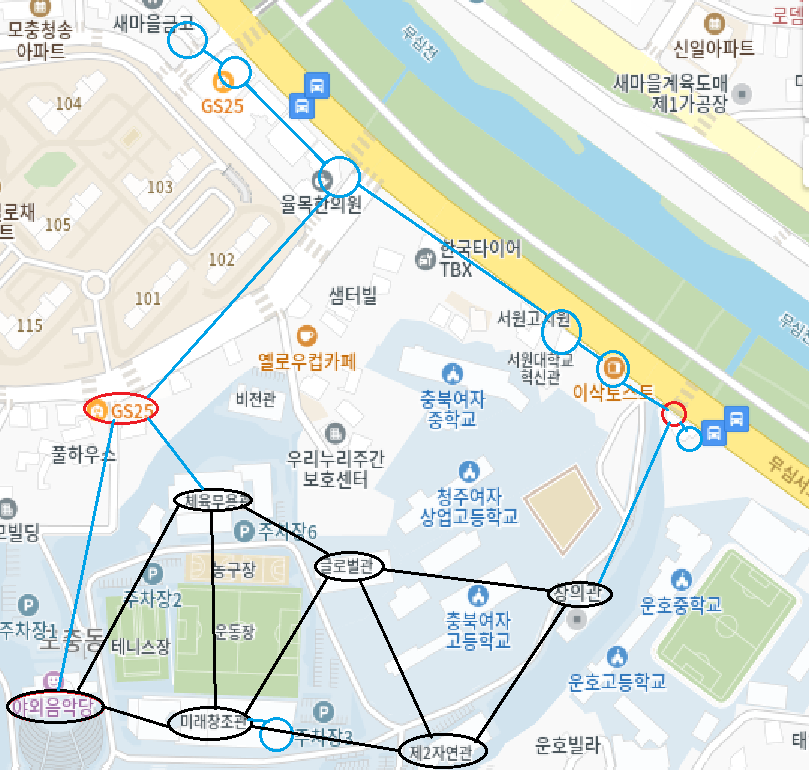 모충청송
아파트
새마을금고
GS25
무심천
로뎀
신일아파트
새마을계육도매
제1가공장
104
103
105
102
101
115
로채
트
율목한의원
한국타이어
TBX
샘터빌
서원고시원
서원대학교
혁신관
이삭토스트
옐로우컵카페
충북여자
중학교
GS25
비전관
풀하우스
우리누리주간
보호센터
청주여자
상업고등학교
무심천
무심서
모빌딩
체육무용관
주차장6
농구장
글로벌관
창의관
운호중학교
주차장2
주차장1
모충동
테니스장
운동장
충북여자
고등학교
운호고등학교
야외음악당
미래창조관
주차장3
제2자연관
운호빌라
태